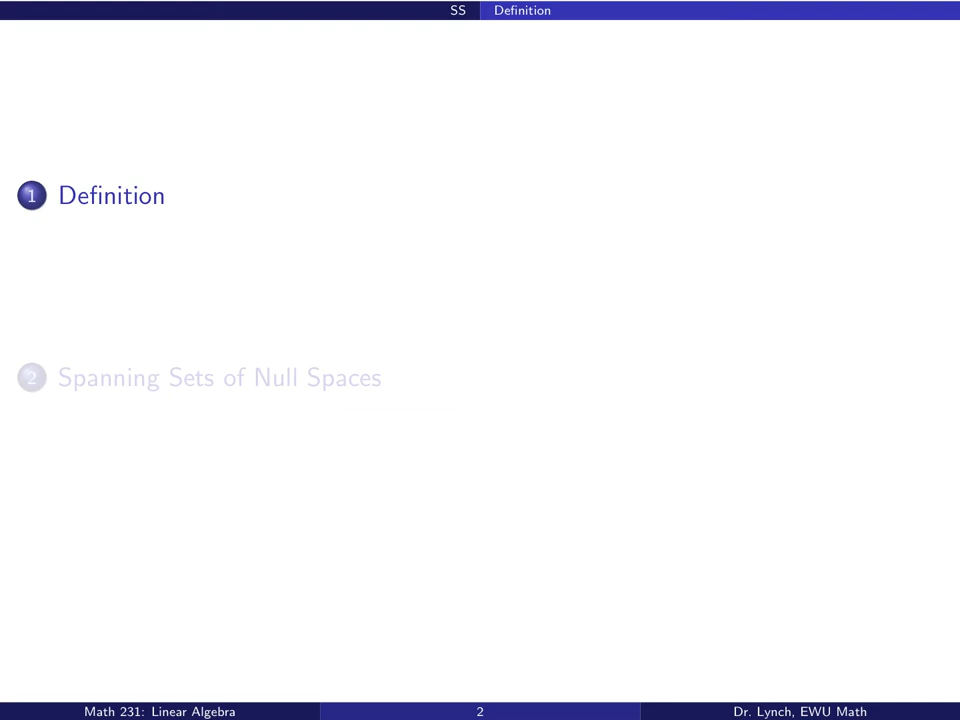 SS Definition
1 Definition
2 Spanning Sets of Null Spaces
Math 231: Linear Algebra 2 Dr. Lynch, EWU Math